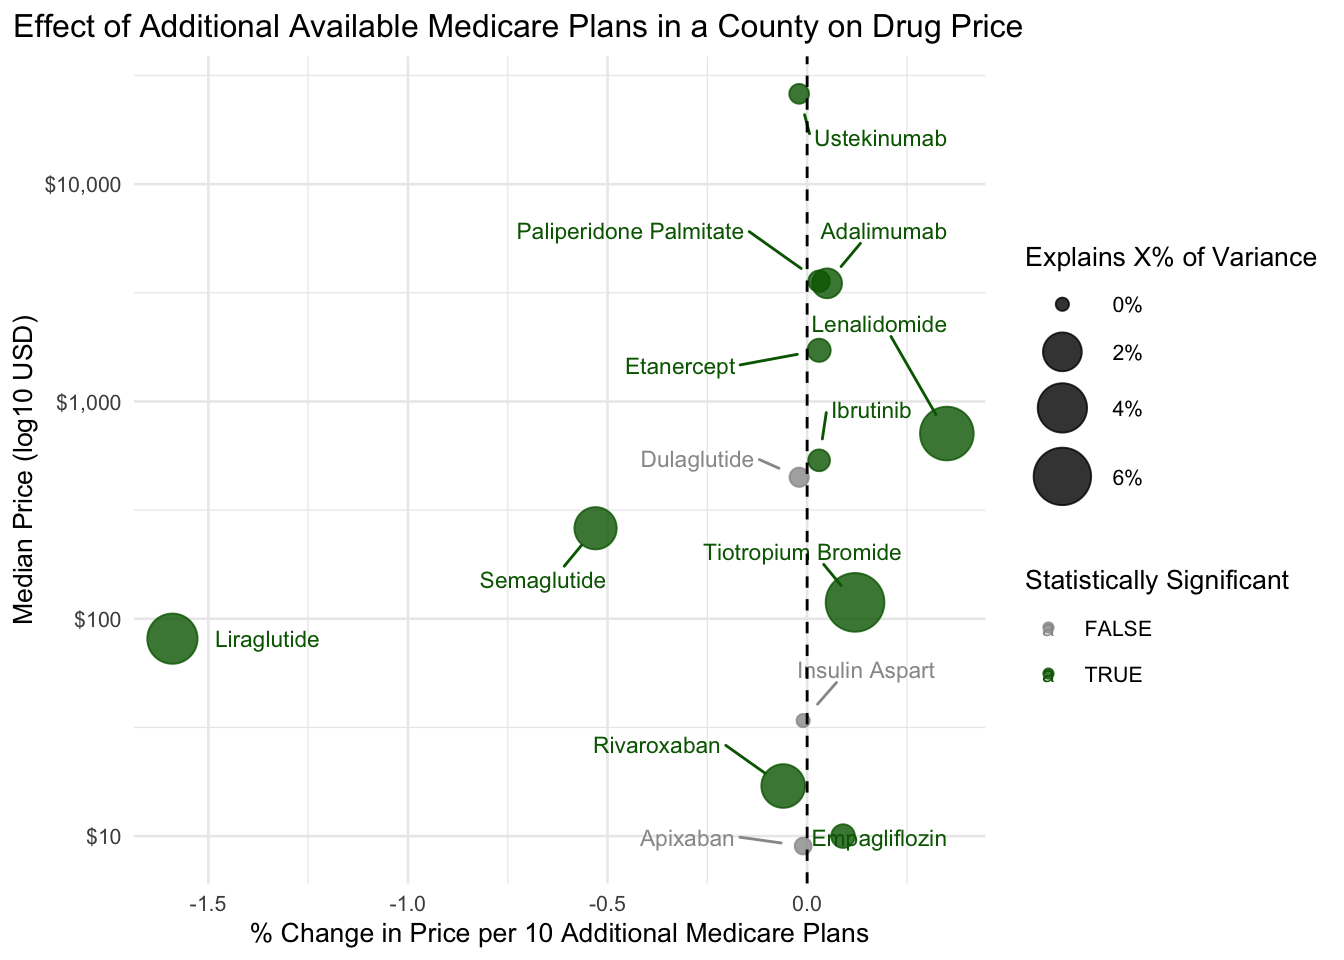 Effect of Additional Available Medicare Plans in a County on Drug Price
Median Price (log10 USD)
$10,000
$1,000
$100
$10
Ustekinumab
Paliperidone Palmitate
Adalimumab
Lenalidomide
Etanercept
Ibrutinib
Dulaglutide
Semaglutide
Tiotropium Bromide
Liraglutide
Insulin Aspart
Rivaroxaban
Apixaban
Empagliflozin
-1.5
-1.0
-0.5
0.0
% Change in Price per 10 Additional Medicare Plans
Explains X% of Variance
0%
2%
4%
6%
Statistically Significant
a FALSE
a TRUE